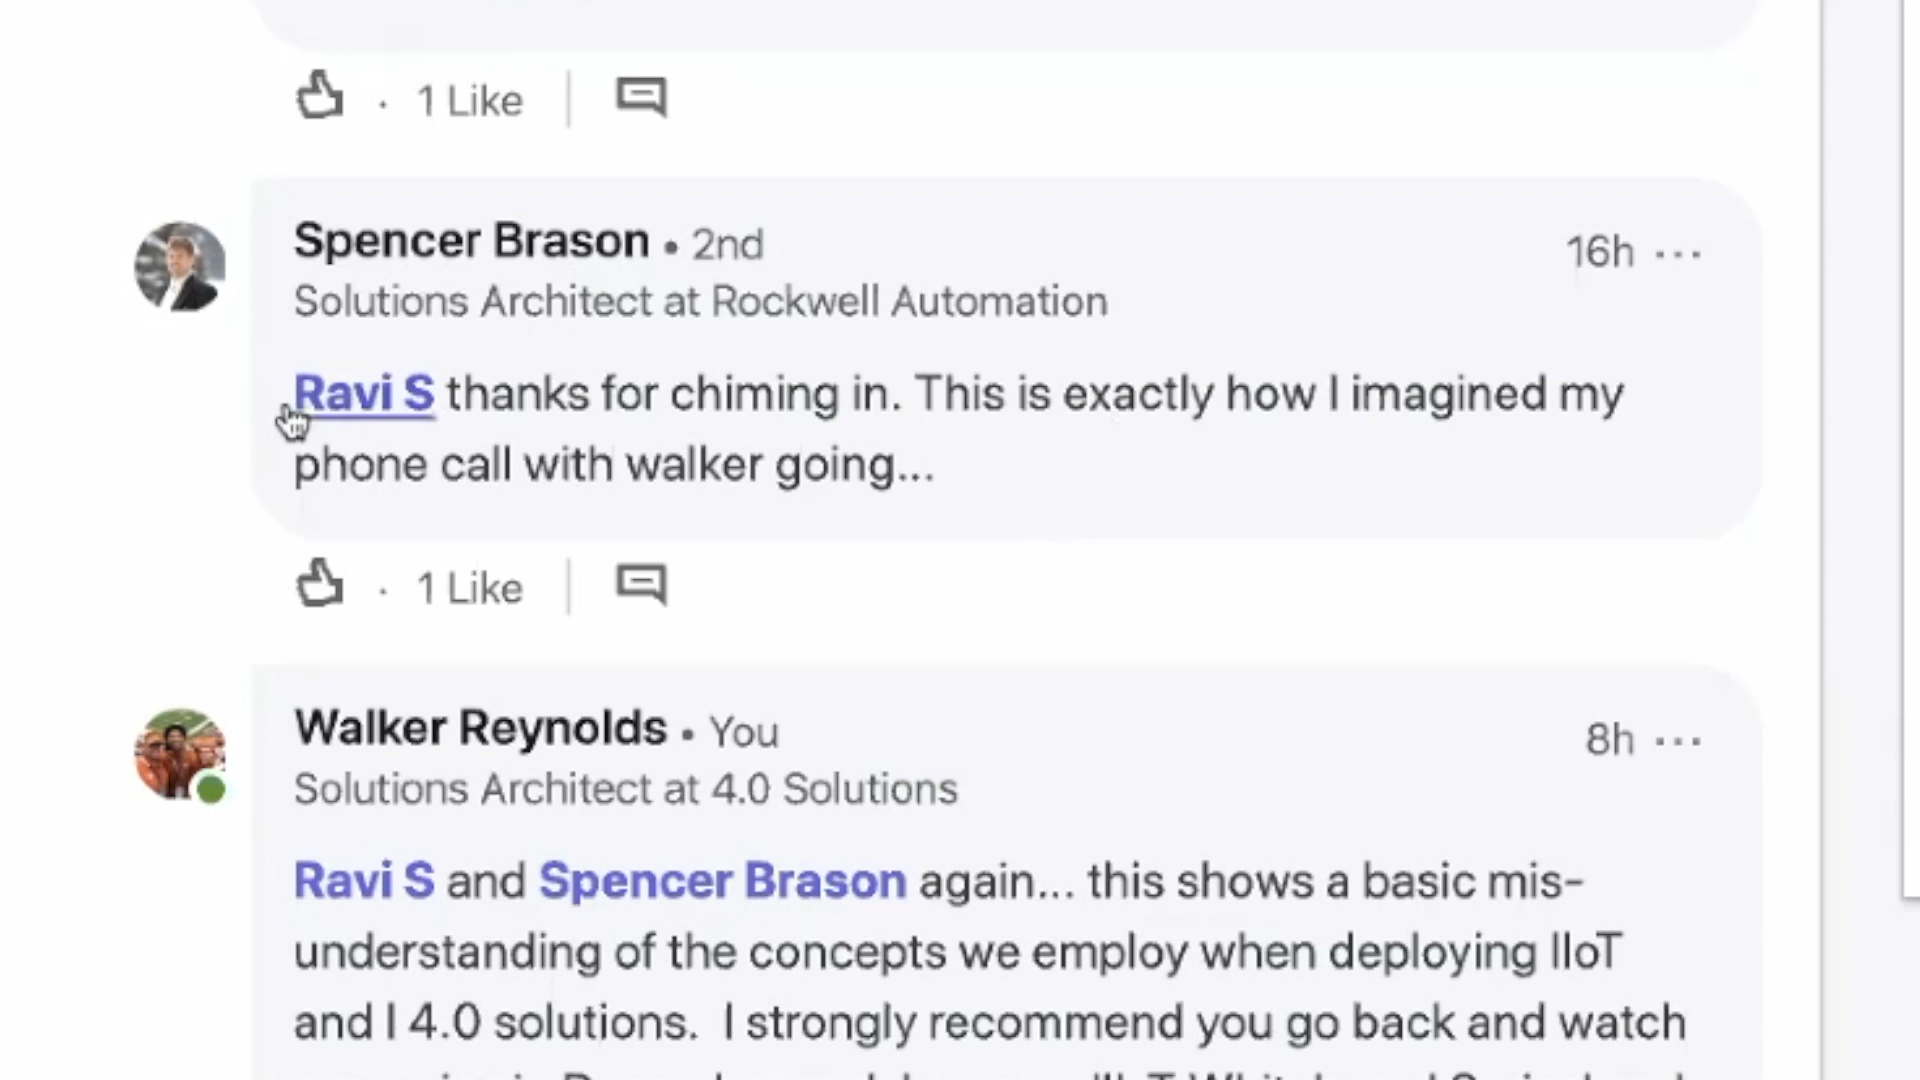 1 Like
Spencer Brason • 2nd
16h ...
Solutions Architect at Rockwell Automation
Ravi S thanks for chiming in. This is exactly how I imagined my
phone call with walker going...
1 Like
Walker Reynolds • You
8h ...
Solutions Architect at 4.0 Solutions
Ravi S and Spencer Brason again... this shows a basic mis-
understanding of the concepts we employ when deploying IIoT
and I 4.0 solutions.  I strongly recommend you go back and watch